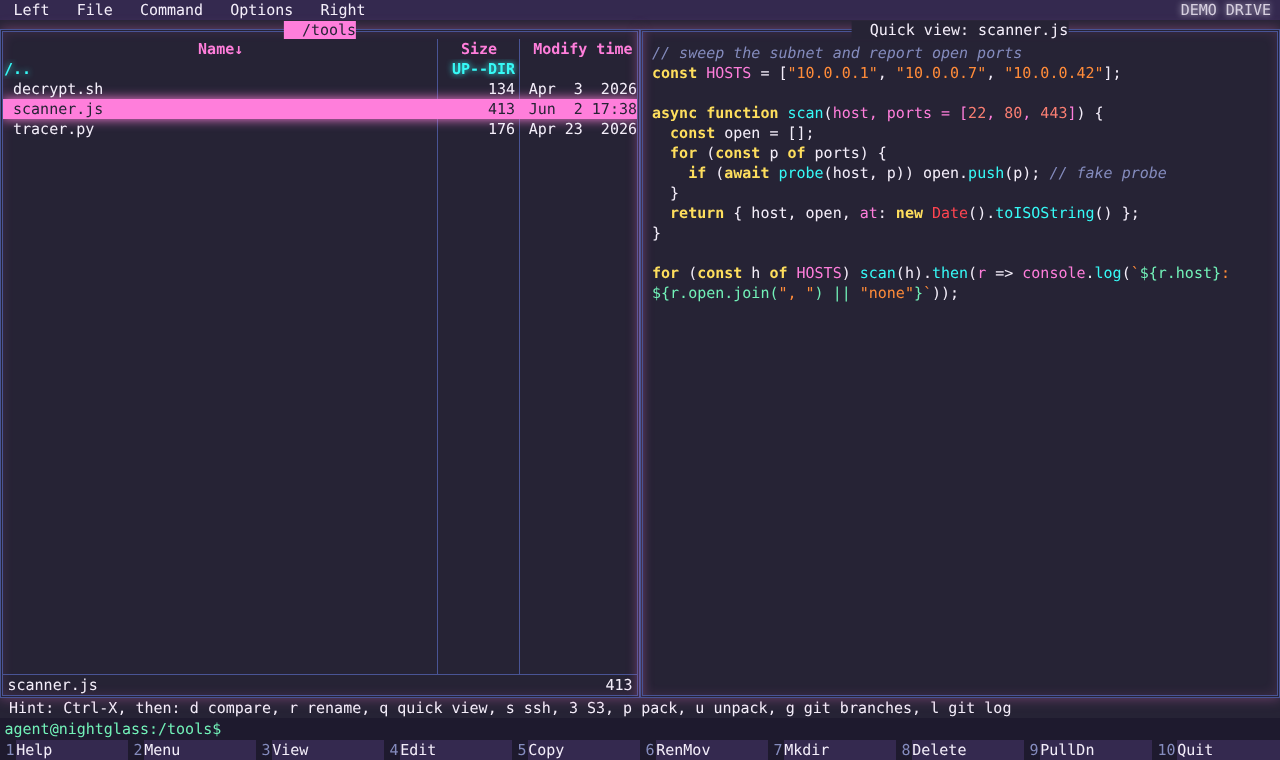 Left File Command Options Right DEMO DRIVE
/tools
Name↓ Size Modify time
/.. UP--DIR
decrypt.sh 134 Apr 3 2026
scanner.js 413 Jun 2 17:38
tracer.py 176 Apr 23 2026
scanner.js 413
Quick view: scanner.js
// sweep the subnet and report open ports
const HOSTS = ["10.0.0.1", "10.0.0.7", "10.0.0.42"];
async function scan(host, ports = [22, 80, 443]) {
  const open = [];
  for (const p of ports) {
    if (await probe(host, p)) open.push(p); // fake probe
  }
  return { host, open, at: new Date().toISOString() };
}
for (const h of HOSTS) scan(h).then(r => console.log(`${r.host}:
${r.open.join(", ") || "none"}`));
Hint: Ctrl-X, then: d compare, r rename, q quick view, s ssh, 3 S3, p pack, u unpack, g git branches, l git log
agent@nightglass:/tools$
1Help 2Menu 3View 4Edit 5Copy 6RenMov 7Mkdir 8Delete 9PullDn 10Quit